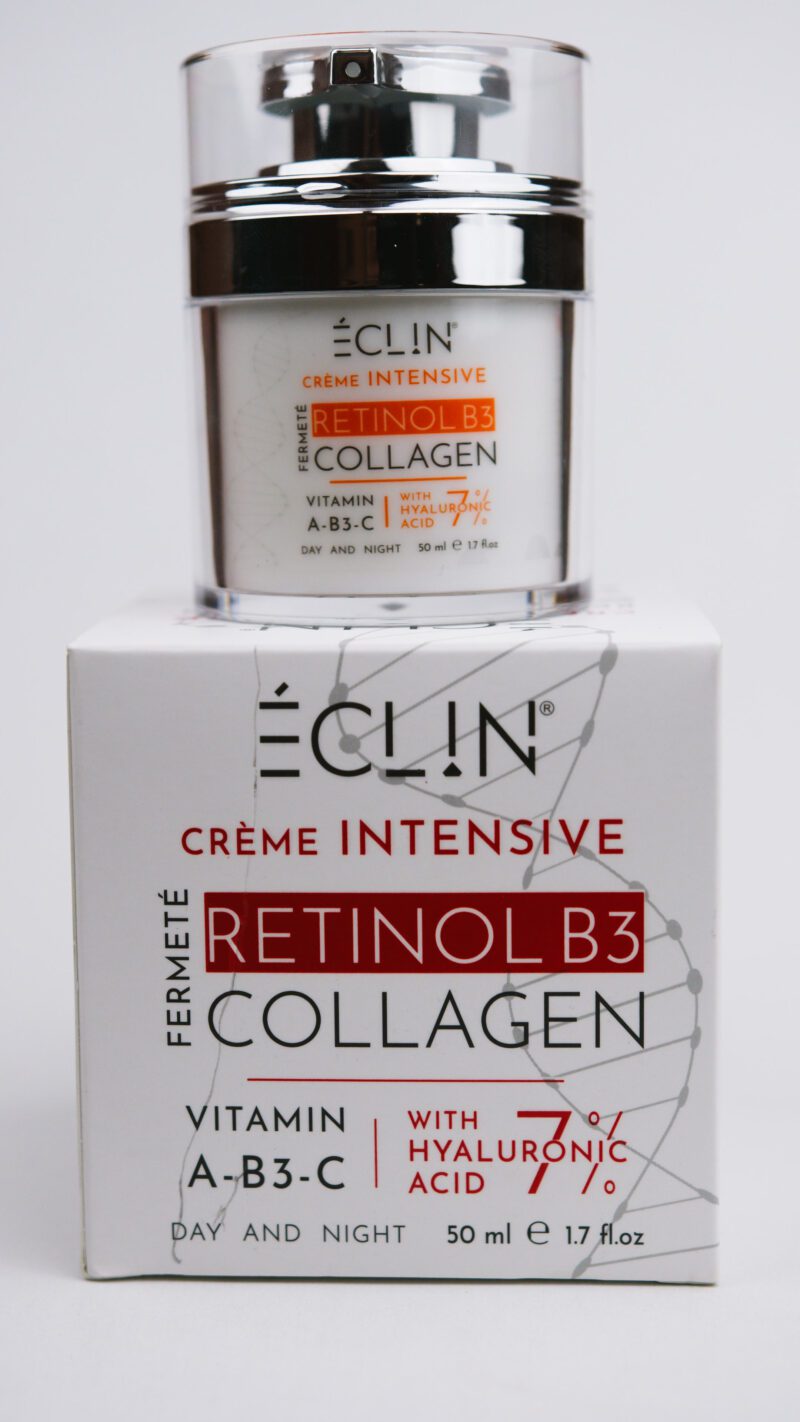 ÉCLIN®
CRÈME INTENSIVE
FERMETÉ
RETINOL B3
COLLAGEN
VITAMIN
A-B3-C
WITH
HYALURONIC
ACID
7%
DAY AND NIGHT 50 ml ℮ 1.7 fl.oz
ÉCLIN®
CRÈME INTENSIVE
FERMETÉ
RETINOL B3
COLLAGEN
VITAMIN
A-B3-C
WITH
HYALURONIC
ACID
7%
DAY AND NIGHT 50 ml ℮ 1.7 fl.oz